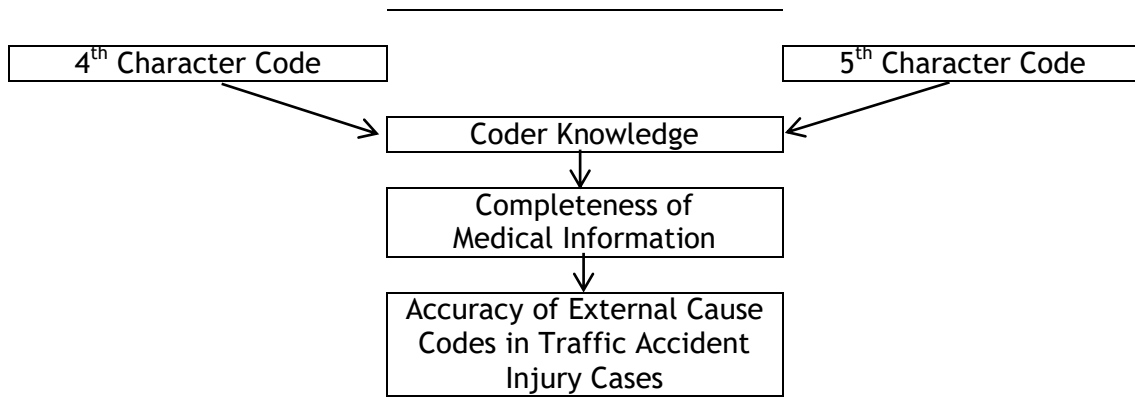 4th Character Code
5th Character Code
Coder Knowledge
Completeness of
Medical Information
Accuracy of External Cause
Codes in Traffic Accident
Injury Cases